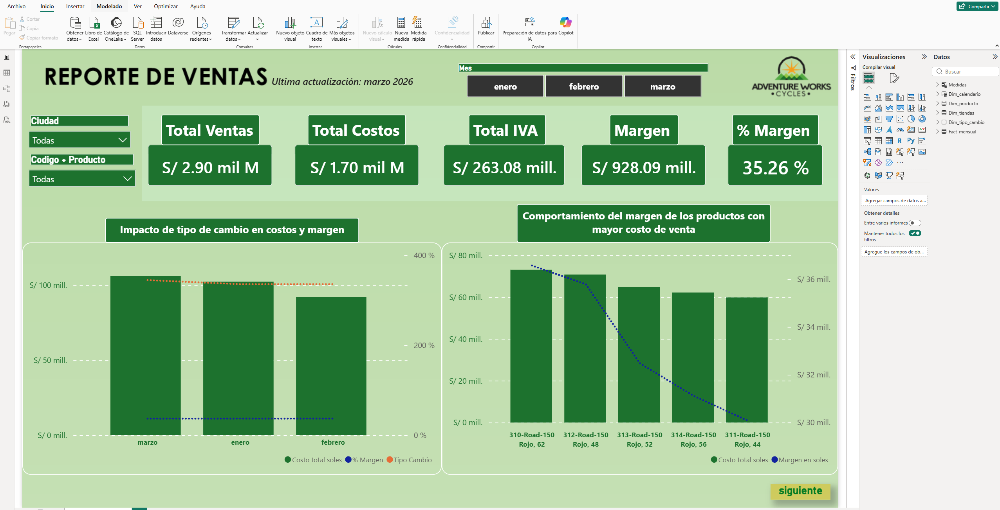 Archivo Inicio Insertar Modelado Ver Optimizar Ayuda
Compartir
Pegar
Cortar
Copia
Copiar formato
Portapapeles
Obtener datos
Libro de Excel
Catálogo de OneLake
SQL Server
Introducir datos
Dataverse
Orígenes recientes
Datos
Transformar datos
Actualizar
Consultas
Nuevo objeto visual
Cuadro de texto
Más objetos visuales
Insertar
Nuevo cálculo visual
Nueva medida
Medida rápida
Cálculos
Confidencialidad
Confidencialidad
Publicar
Compartir
Preparación de datos para IA
Copilot
Copilot
DAX
TMDL
REPORTE DE VENTAS
Ultima actualización: marzo 2026
Mes
enero febrero marzo
ADVENTURE WORKS
• CYCLES •
Ciudad
Todas
Codigo + Producto
Todas
Total Ventas
S/ 2.90 mil M
Total Costos
S/ 1.70 mil M
Total IVA
S/ 263.08 mill.
Margen
S/ 928.09 mill.
% Margen
35.26 %
Impacto de tipo de cambio en costos y margen
S/ 100 mill.
S/ 50 mill.
S/ 0 mill.
400 %
200 %
0 %
marzo enero febrero
Costo total soles % Margen Tipo Cambio
Comportamiento del margen de los productos con
mayor costo de venta
S/ 80 mill.
S/ 60 mill.
S/ 40 mill.
S/ 20 mill.
S/ 0 mill.
S/ 36 mill.
S/ 34 mill.
S/ 32 mill.
S/ 30 mill.
310-Road-150 312-Road-150 313-Road-150 314-Road-150 311-Road-150
Rojo, 62 Rojo, 48 Rojo, 52 Rojo, 56 Rojo, 44
Costo total soles Margen en soles
siguiente
Filtros
Visualizaciones
Compilar visual
R Py
123
Valores
Agregar campos de datos a...
Obtener detalles
Entre varios informes
Mantener todos los
filtros
Agregue los campos de ob...
Datos
Buscar
Medidas
Dim_calendario
Dim_producto
Dim_tiendas
Dim_tipo_cambio
Fact_mensual